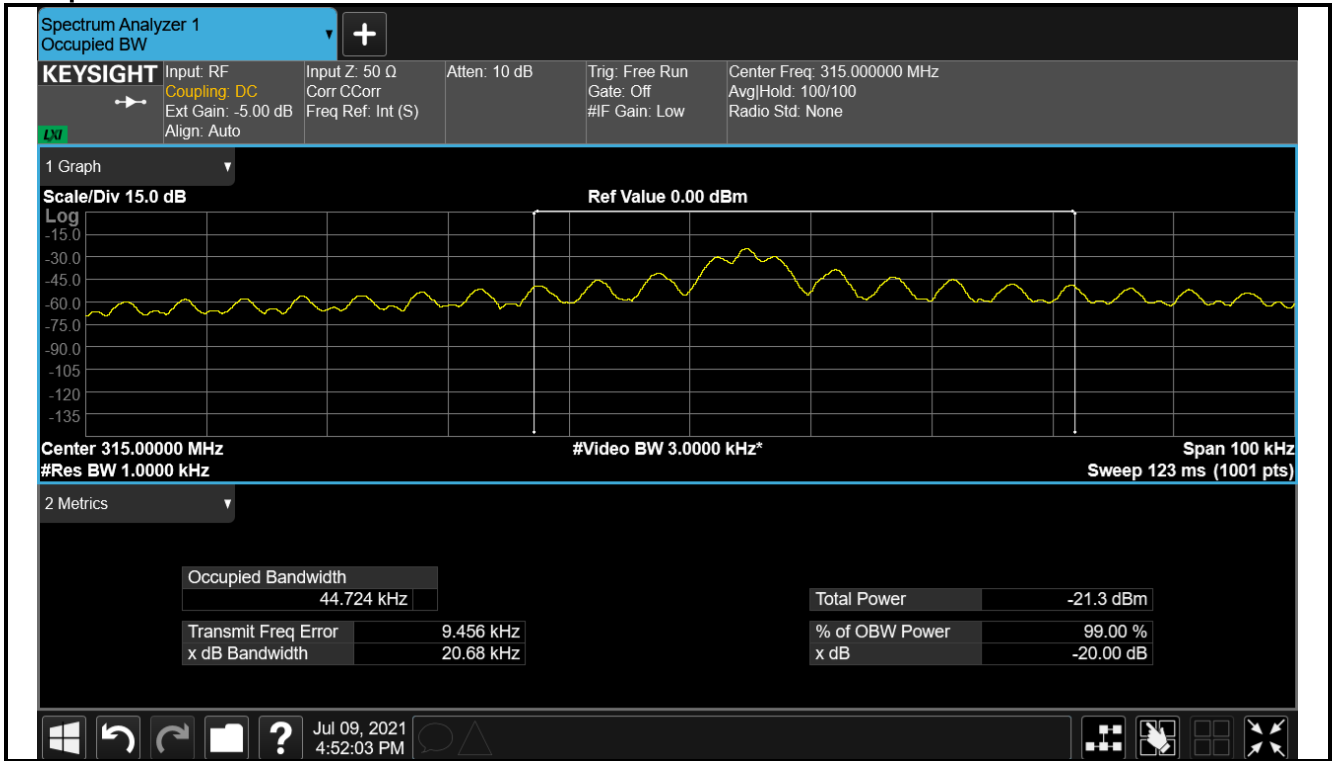 Spectrum Analyzer 1
Occupied BW
KEYSIGHT
LXI
Input: RF
Coupling: DC
Ext Gain: -5.00 dB
Align: Auto
Input Z: 50 Ω
Corr CCorr
Freq Ref: Int (S)
Atten: 10 dB
Trig: Free Run
Gate: Off
#IF Gain: Low
Center Freq: 315.000000 MHz
Avg|Hold: 100/100
Radio Std: None
1 Graph
Scale/Div 15.0 dB
Ref Value 0.00 dBm
Log
-15.0
-30.0
-45.0
-60.0
-75.0
-90.0
-105
-120
-135
Center 315.00000 MHz
#Video BW 3.0000 kHz*
Span 100 kHz
#Res BW 1.0000 kHz
Sweep 123 ms (1001 pts)
2 Metrics
Occupied Bandwidth
44.724 kHz
Total Power -21.3 dBm
Transmit Freq Error 9.456 kHz
% of OBW Power 99.00 %
x dB Bandwidth 20.68 kHz
x dB -20.00 dB
?
Jul 09, 2021
4:52:03 PM